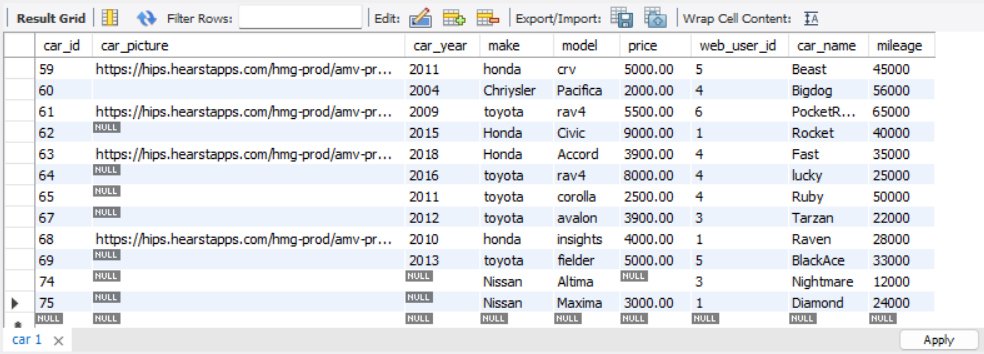 Result Grid Filter Rows: Edit: Export/Import: Wrap Cell Content: IA
car_id car_picture car_year make model price web_user_id car_name mileage
59 https://hips.hearstapps.com/hmg-prod/amv-pr... 2011 honda crv 5000.00 5 Beast 45000
60 2004 Chriysler Pacifica 2000.00 4 Bigdog 56000
61 https://hips.hearstapps.com/hmg-prod/amv-pr... 2009 toyota rav4 5500.00 6 PocketR... 65000
62 NULL 2015 Honda Civic 9000.00 1 Rocket 40000
63 https://hips.hearstapps.com/hmg-prod/amv-pr... 2018 Honda Accord 3900.00 4 Fast 35000
64 NULL 2016 toyota rav4 8000.00 4 lucky 25000
65 NULL 2011 toyota corolla 2500.00 4 Ruby 50000
67 NULL 2012 toyota avalon 3900.00 3 Tarzan 22000
68 https://hips.hearstapps.com/hmg-prod/amv-pr... 2010 honda insights 4000.00 1 Raven 28000
69 NULL 2013 toyota fielder 5000.00 5 BlackAce 33000
74 NULL NULL Nissan Altima NULL 3 Nightmare 12000
75 NULL NULL Nissan Maxima 3000.00 1 Diamond 24000
NULL NULL NULL NULL NULL NULL NULL NULL NULL
car 1 Apply